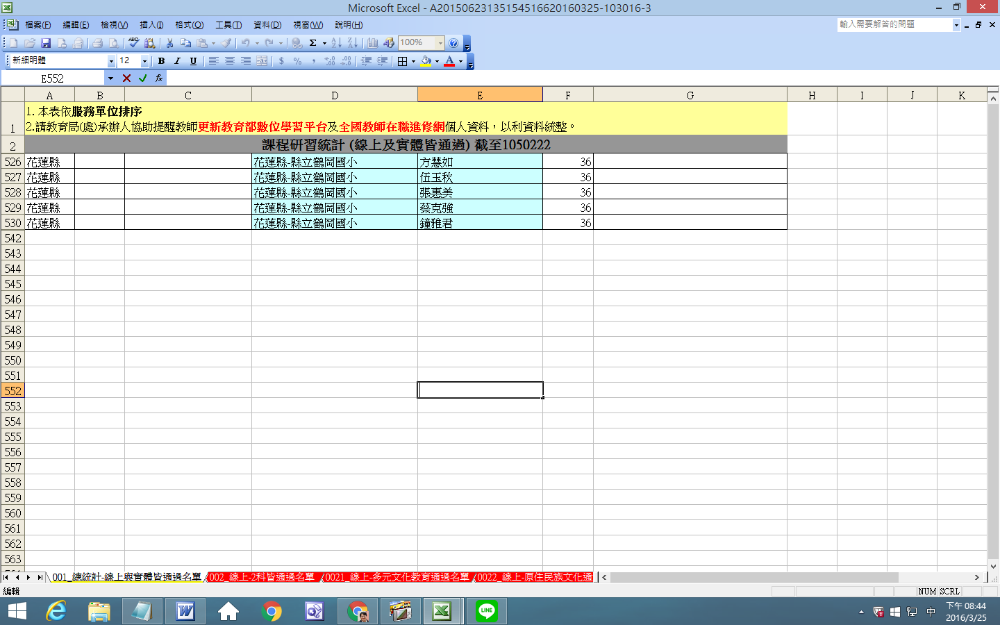 Microsoft Excel - A20150623135154516620160325-103016-3
檔案(F) 編輯(E) 檢視(V) 插入(I) 格式(O) 工具(T) 資料(D) 視窗(W) 說明(H) 輸入需要解答的問題
100%
新細明體 12 B I U $ % ,
E552 fx
A B C D E F G H I J K
1 1. 本表依服務單位排序
2.請教育局(處)承辦人協助提醒教師更新教育部數位學習平台及全國教師在職進修網個人資料，以利資料統整。
2 課程研習統計 (線上及實體皆通過) 截至1050222
526 花蓮縣 花蓮縣-縣立鶴岡國小 方慧如 36
527 花蓮縣 花蓮縣-縣立鶴岡國小 伍玉秋 36
528 花蓮縣 花蓮縣-縣立鶴岡國小 張惠美 36
529 花蓮縣 花蓮縣-縣立鶴岡國小 蔡克強 36
530 花蓮縣 花蓮縣-縣立鶴岡國小 鐘雅君 36
542
543
544
545
546
547
548
549
550
551
552
553
554
555
556
557
558
559
560
561
562
563
001_總統計-線上與實體皆通過名單 002_線上-2科皆通過名單 0021_線上-多元文化教育通過名單 0022_線上-原住民族文化通
編輯 NUM SCRL
LINE 中 下午 08:44
2016/3/25